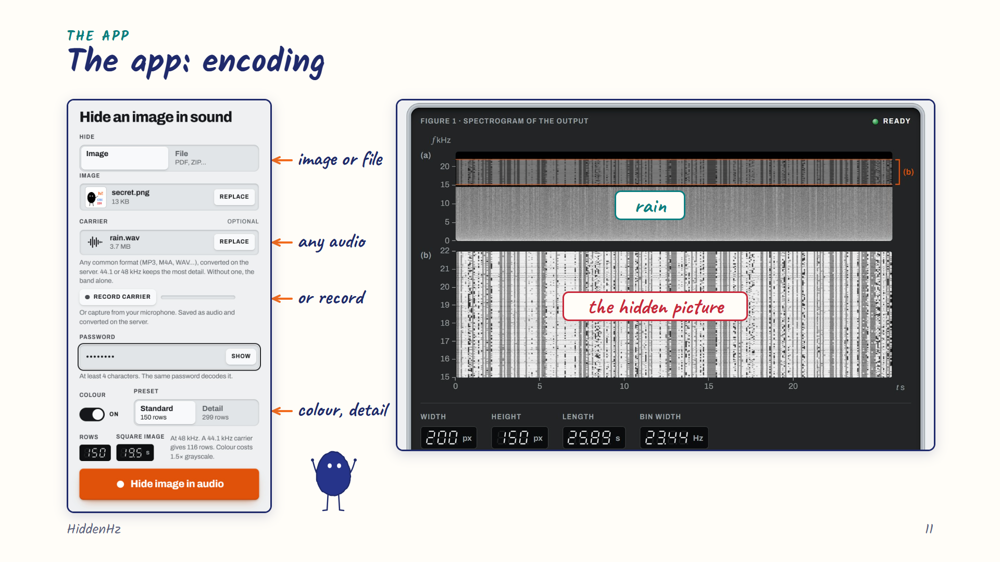 THE APP
The app: encoding
Hide an image in sound
HIDE
Image
File
PDF, ZIP...
IMAGE
hi!
CSC
secret.png
13 KB
REPLACE
CARRIER
OPTIONAL
rain.wav
3.7 MB
REPLACE
Any common format (MP3, M4A, WAV...), converted on the
server. 44.1 or 48 kHz keeps the most detail. Without one, the
band alone.
RECORD CARRIER
Or capture from your microphone. Saved as audio and
converted on the server.
PASSWORD
••••••••
SHOW
At least 4 characters. The same password decodes it.
COLOUR
ON
PRESET
Standard
150 rows
Detail
299 rows
ROWS
150
SQUARE IMAGE
19.5 s
At 48 kHz. A 44.1 kHz carrier
gives 116 rows. Colour costs
1.5× grayscale.
Hide image in audio
image or file
any audio
or record
colour, detail
FIGURE 1 · SPECTROGRAM OF THE OUTPUT
READY
f kHz
(a)
20
15
10
5
0
(b)
rain
(b)
22
21
20
19
18
17
16
15
the hidden picture
0
5
10
15
20
t s
WIDTH
200 px
HEIGHT
150 px
LENGTH
25.89 s
BIN WIDTH
23.44 Hz
HiddenHz
11